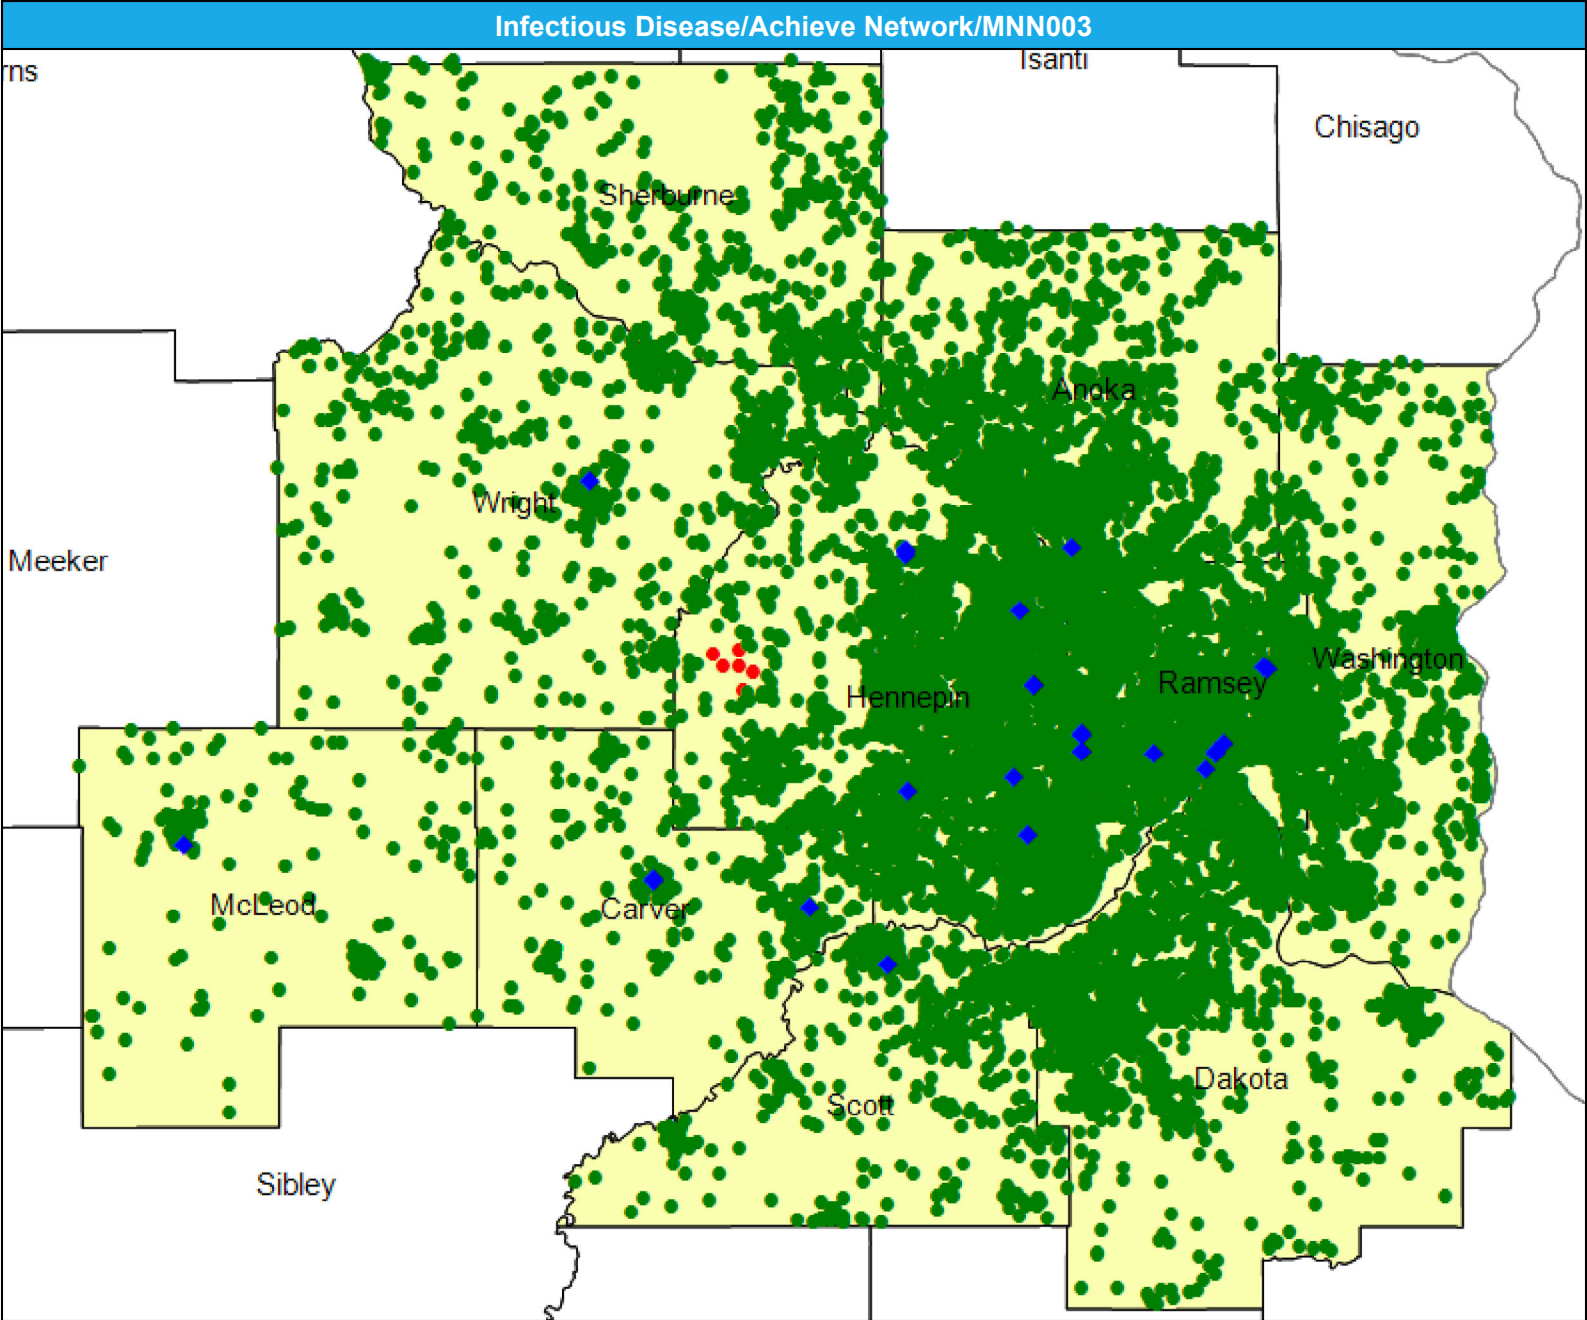 Infectious Disease/Achieve Network/MNN003
rns
Isanti
Chisago
Sherburne
Anoka
Wright
Meeker
Washington
Ramsey
Hennepin
McLeod
Carver
Dakota
Scott
Sibley